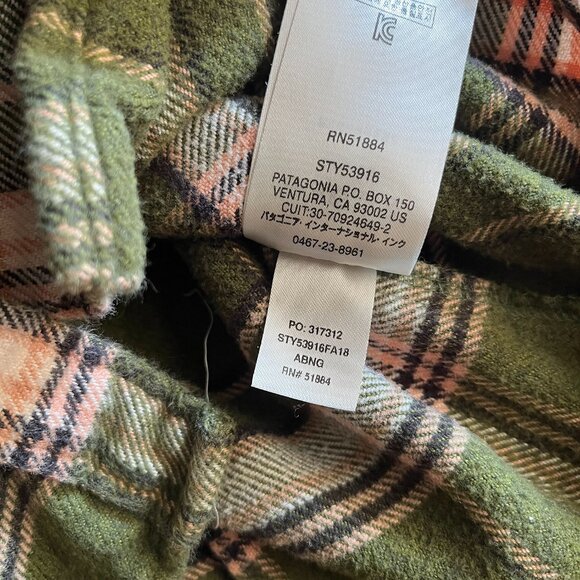 RN51884
STY53916
PATAGONIA P.O. BOX 150
VENTURA, CA 93002 US
CUIT:30-70924649-2
パタゴニア・インターナショナル・インク
0467-23-8961
PO: 317312
STY53916FA18
ABNG
RN# 51884